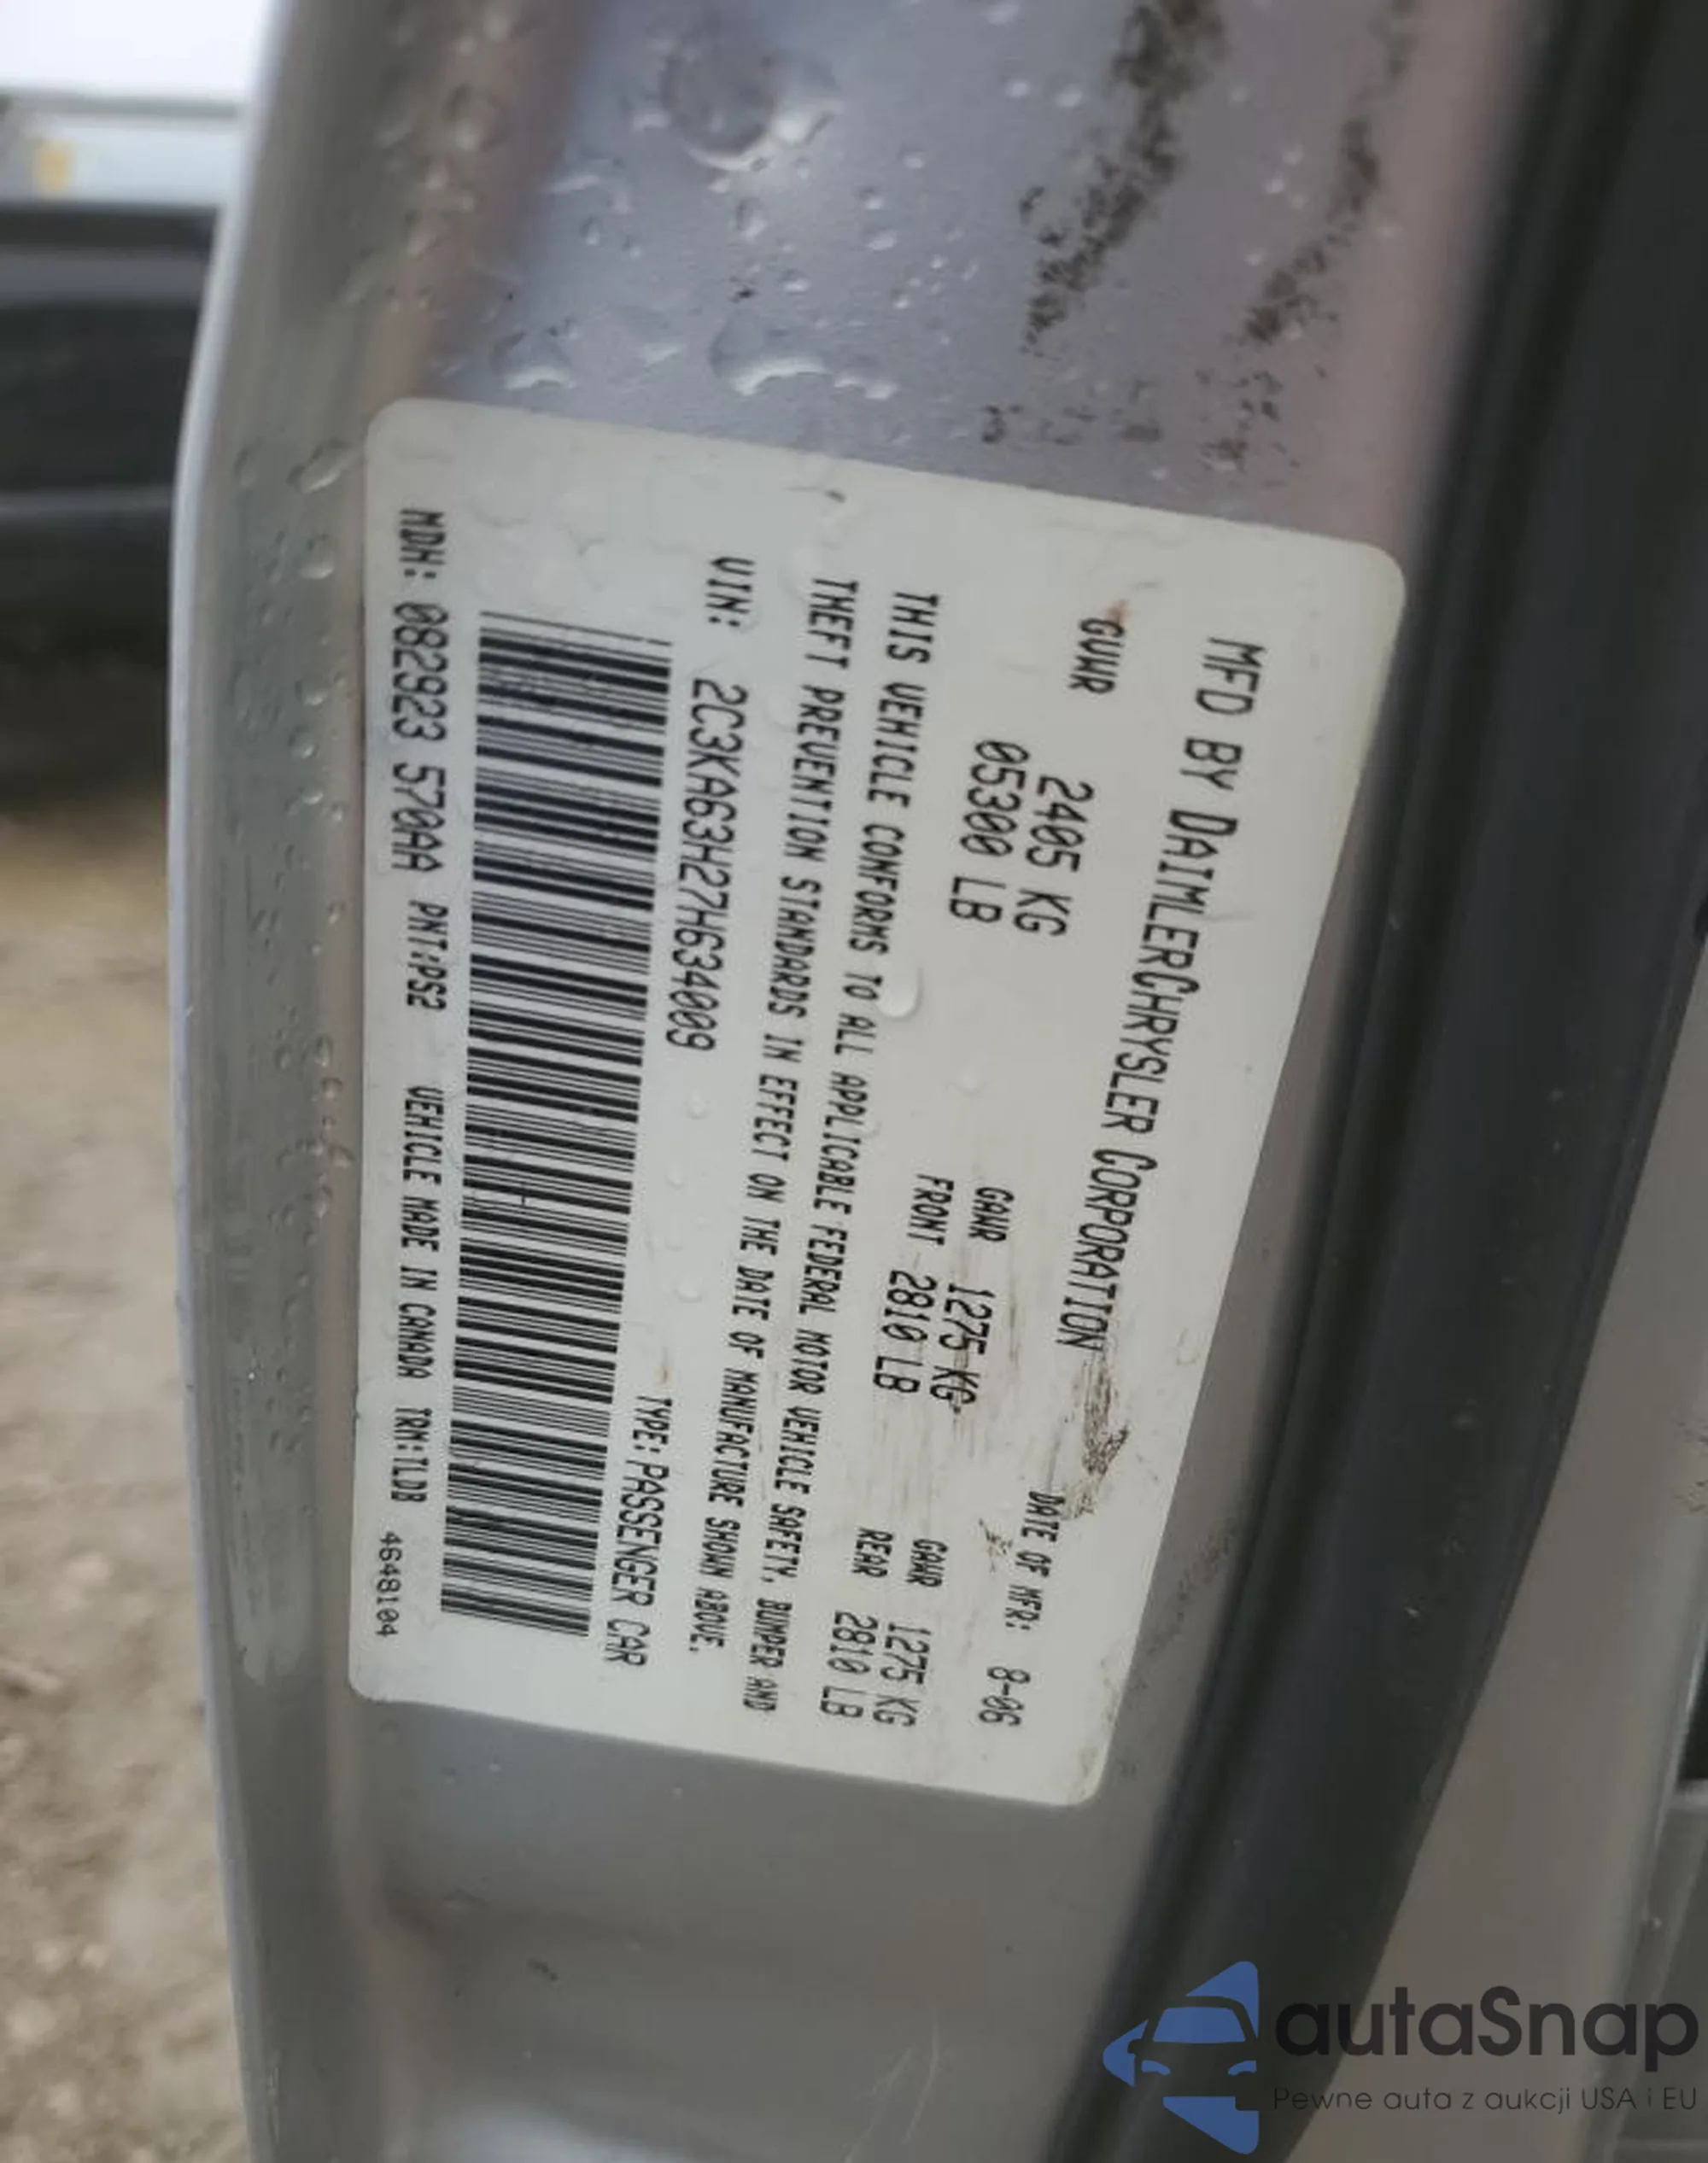 MFD BY DAIMLERCHRYSLER CORPORATION
DATE OF MFR: 8-06
GVWR 2405 KG
05300 LB
GAWR 1275 KG
FRONT 2810 LB
GAWR 1275 KG
REAR 2810 LB
THIS VEHICLE CONFORMS TO ALL APPLICABLE FEDERAL MOTOR VEHICLE SAFETY, BUMPER AND
THEFT PREVENTION STANDARDS IN EFFECT ON THE DATE OF MANUFACTURE SHOWN ABOVE.
VIN: 2C3KA63H27H634009
TYPE: PASSENGER CAR
MDH: 082923 570AA PNT:PS2 VEHICLE MADE IN CANADA TRM:TLDB 4648104
autaSnap
Pewne auta z aukcji USA i EU